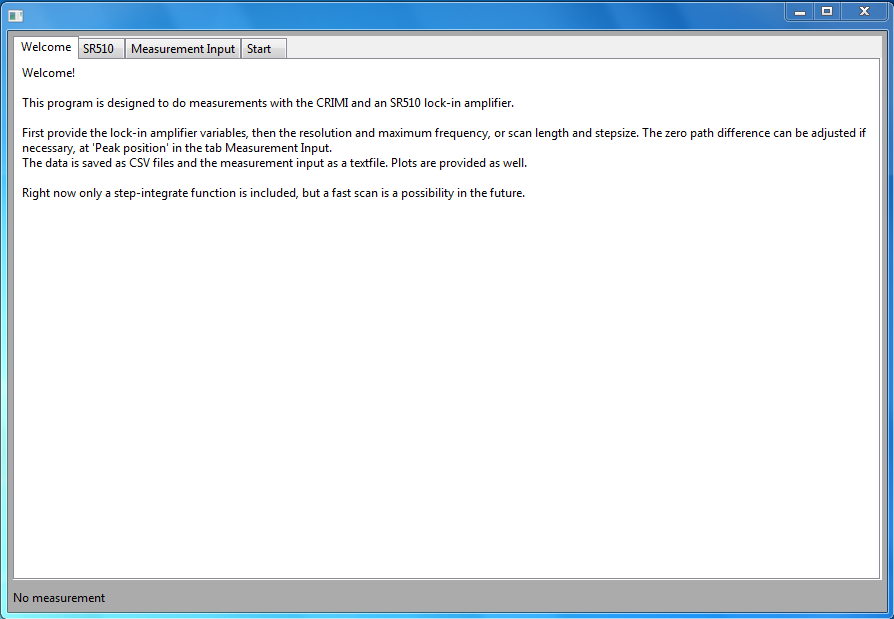 Welcome SR510 Measurement Input Start
Welcome!
This program is designed to do measurements with the CRIMI and an SR510 lock-in amplifier.
First provide the lock-in amplifier variables, then the resolution and maximum frequency, or scan length and stepsize. The zero path difference can be adjusted if
necessary, at 'Peak position' in the tab Measurement Input.
The data is saved as CSV files and the measurement input as a textfile. Plots are provided as well.
Right now only a step-integrate function is included, but a fast scan is a possibility in the future.
No measurement